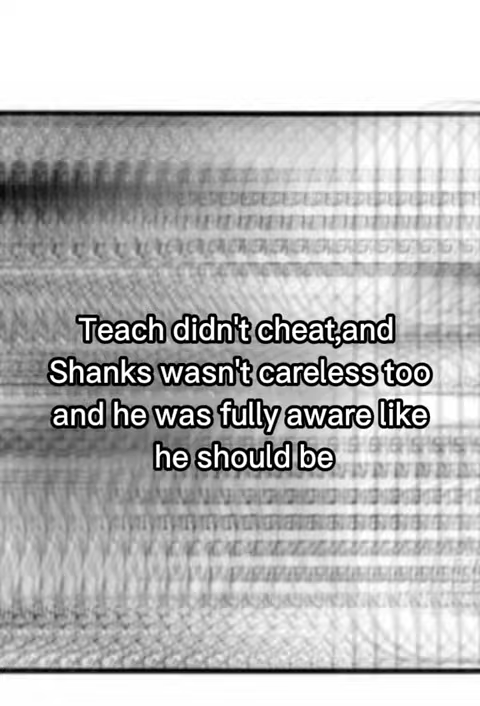 Teach didn't cheat,and
Shanks wasn't careless too
and he was fully aware like
he should be